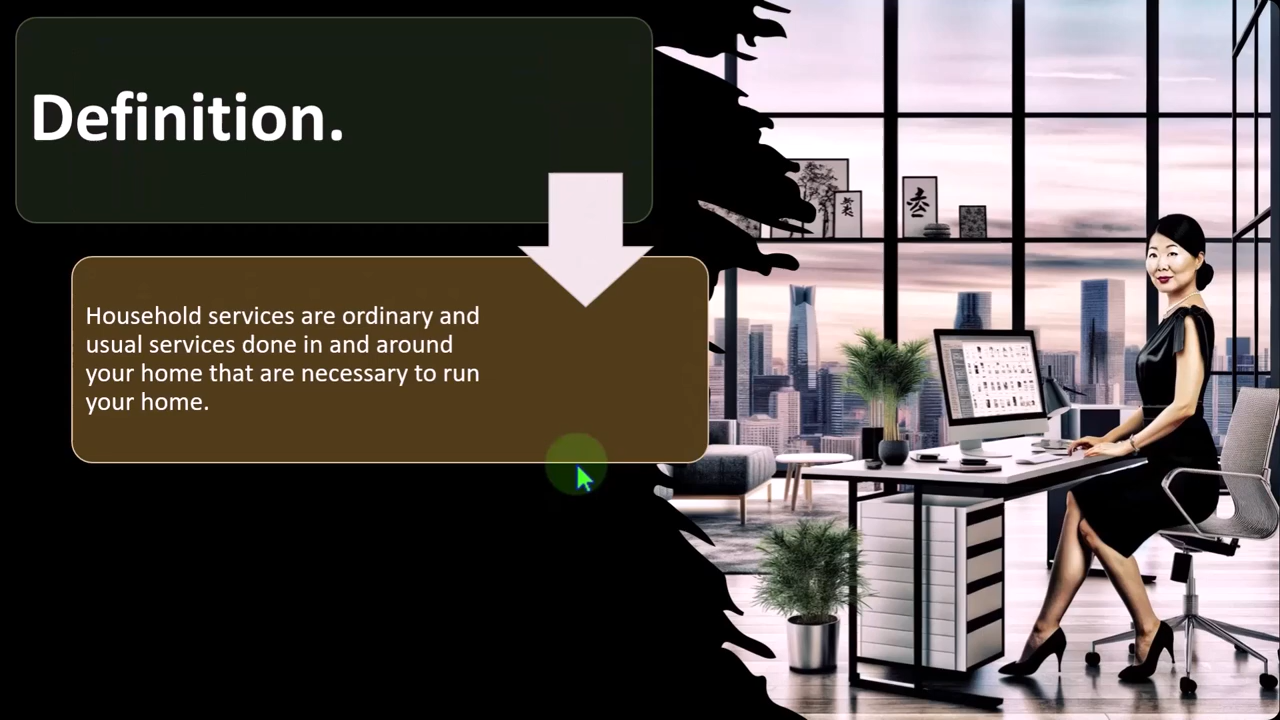 Definition.
Household services are ordinary and
usual services done in and around
your home that are necessary to run
your home.